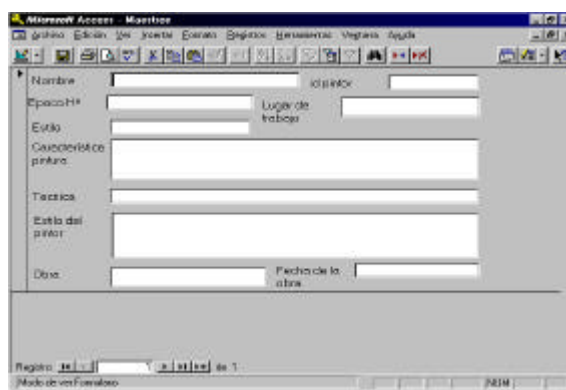 Microsoft Access - Maestros
Archivo Edición Ver Insertar Formato Registros Herramientas Ventana Ayuda
Nombre id pintor
Epoca Hª Lugar de trabajo
Estilo
Característica pintura
Tecnica
Estilo del pintor
Obra Fecha de la obra
Registro: 1 de 1
Modo de ver Formulario NUM